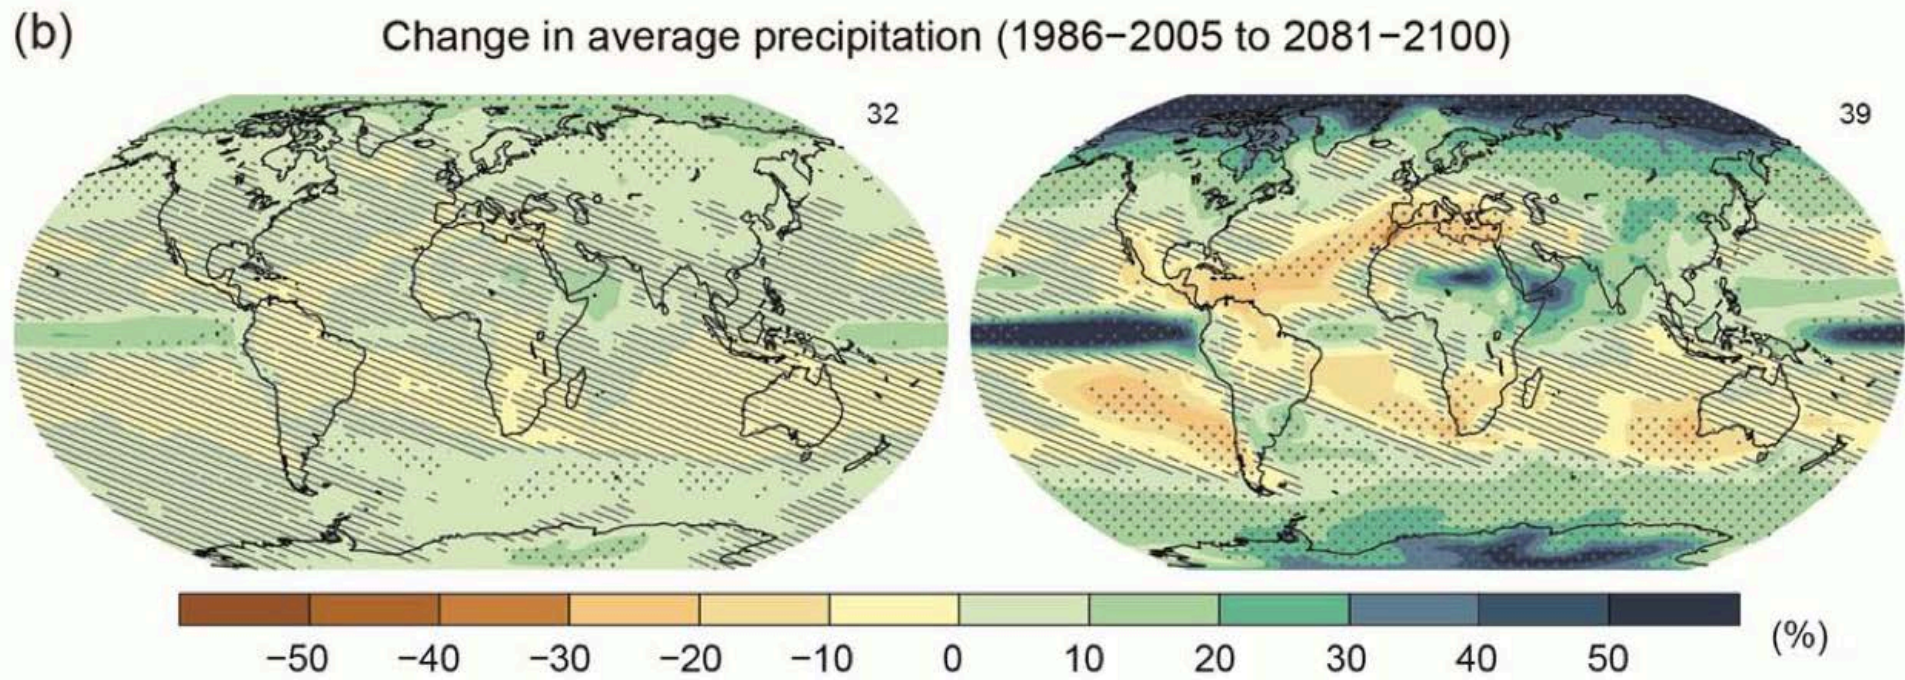 (b)
Change in average precipitation (1986−2005 to 2081−2100)
32
39
−50 −40 −30 −20 −10 0 10 20 30 40 50 (%)